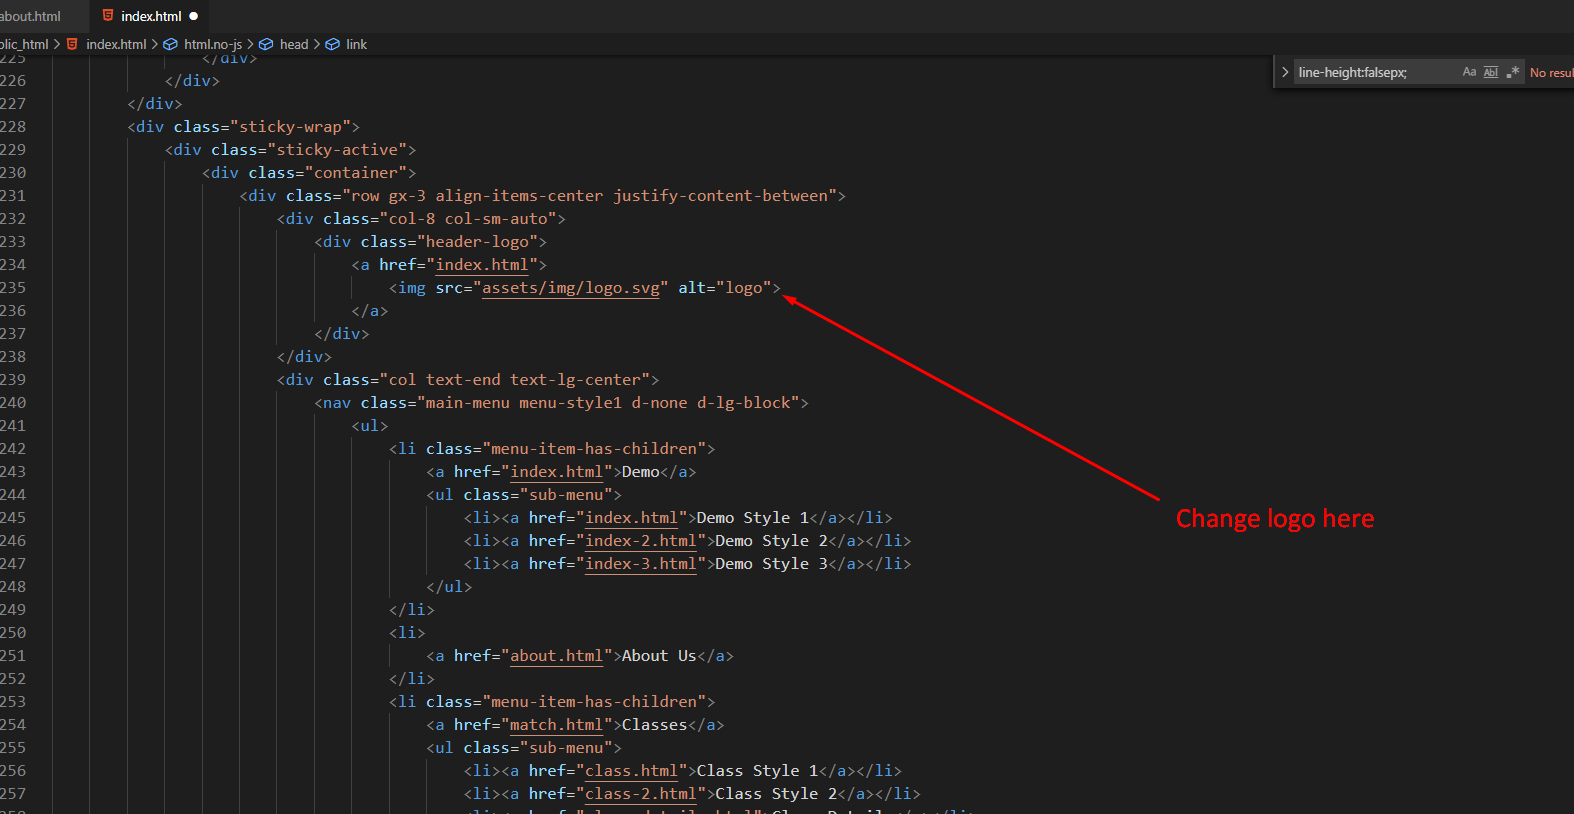 about.html index.html
blic_html > index.html > html.no-js > head > link
line-height:falsepx; Aa Abl .* No resul
225 </div>
226 </div>
227 </div>
228 <div class="sticky-wrap">
229 <div class="sticky-active">
230 <div class="container">
231 <div class="row gx-3 align-items-center justify-content-between">
232 <div class="col-8 col-sm-auto">
233 <div class="header-logo">
234 <a href="index.html">
235 <img src="assets/img/logo.svg" alt="logo">
236 </a>
237 </div>
238 </div>
239 <div class="col text-end text-lg-center">
240 <nav class="main-menu menu-style1 d-none d-lg-block">
241 <ul>
242 <li class="menu-item-has-children">
243 <a href="index.html">Demo</a>
244 <ul class="sub-menu">
245 <li><a href="index.html">Demo Style 1</a></li>
Change logo here
246 <li><a href="index-2.html">Demo Style 2</a></li>
247 <li><a href="index-3.html">Demo Style 3</a></li>
248 </ul>
249 </li>
250 <li>
251 <a href="about.html">About Us</a>
252 </li>
253 <li class="menu-item-has-children">
254 <a href="match.html">Classes</a>
255 <ul class="sub-menu">
256 <li><a href="class.html">Class Style 1</a></li>
257 <li><a href="class-2.html">Class Style 2</a></li>